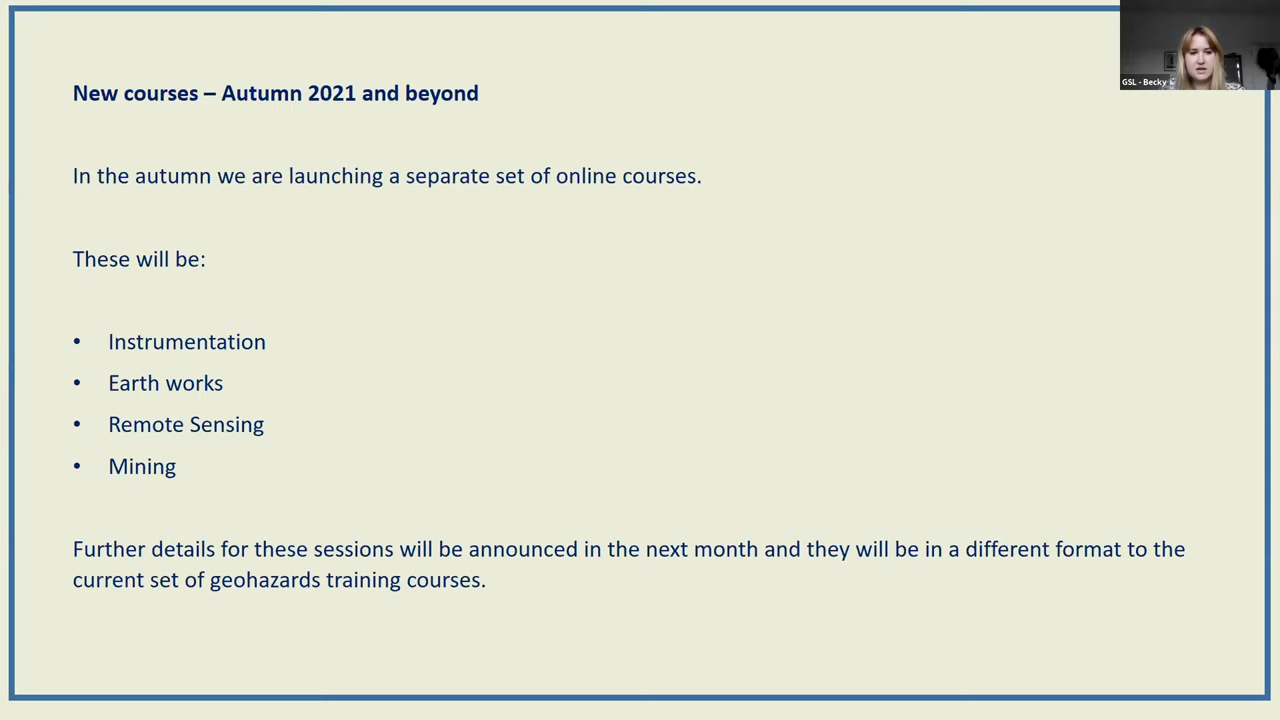 New courses – Autumn 2021 and beyond
GSL - Becky
In the autumn we are launching a separate set of online courses.
These will be:
• Instrumentation
• Earth works
• Remote Sensing
• Mining
Further details for these sessions will be announced in the next month and they will be in a different format to the
current set of geohazards training courses.